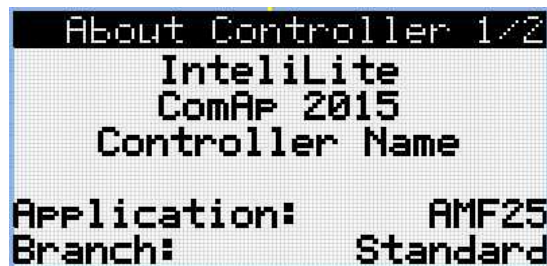 About Controller 1/2
InteliLite
ComAp 2015
Controller Name
Application: AMF25
Branch: Standard